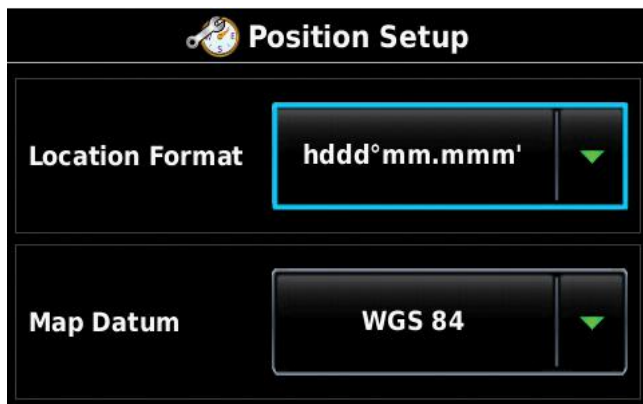 Position Setup
Location Format
hddd°mm.mmm'
Map Datum
WGS 84